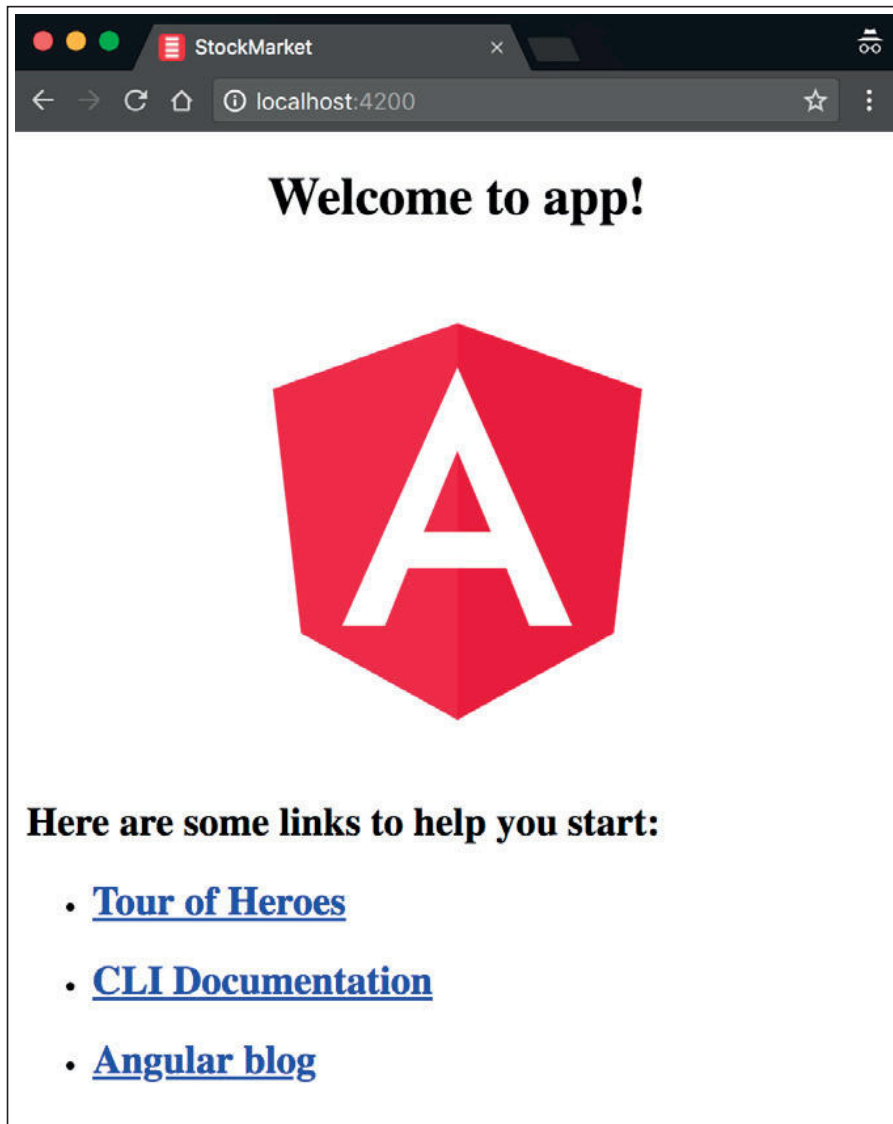 StockMarket
localhost:4200
Welcome to app!
A
Here are some links to help you start:
Tour of Heroes
CLI Documentation
Angular blog